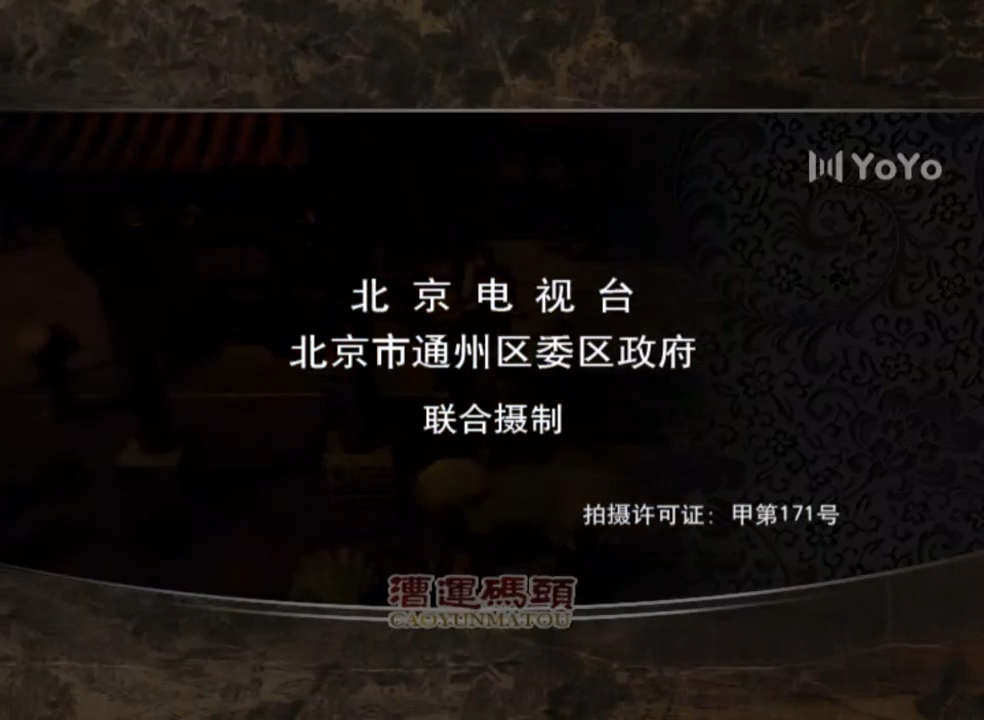 YoYo
北京电视台
北京市通州区委区政府
联合摄制
拍摄许可证：甲第171号
漕運碼頭
CAOYUNMATOU